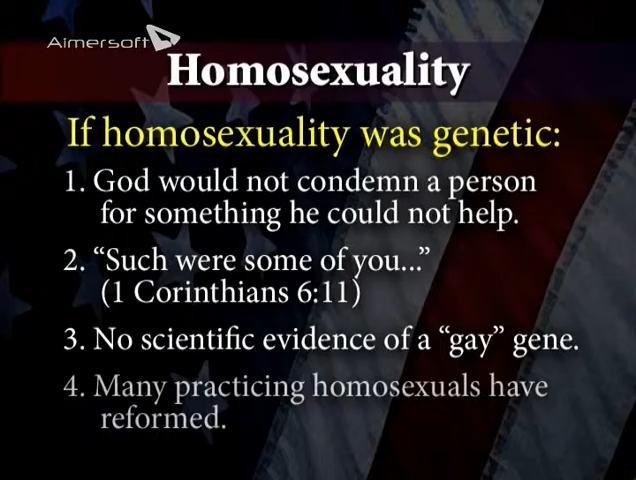 Aimersoft
Homosexuality
If homosexuality was genetic:
1. God would not condemn a person
for something he could not help.
2. “Such were some of you...”
(1 Corinthians 6:11)
3. No scientific evidence of a “gay” gene.
4. Many practicing homosexuals have
reformed.